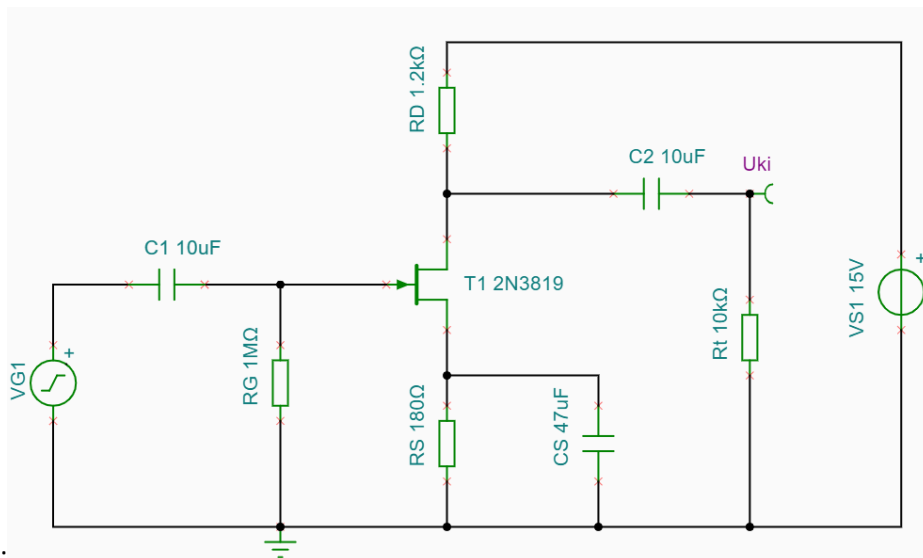 RD 1.2kΩ
C2 10uF
Uki
C1 10uF
T1 2N3819
+
VS1 15V
Rt 10kΩ
RG 1MΩ
+
VG1
RS 180Ω
CS 47uF
.